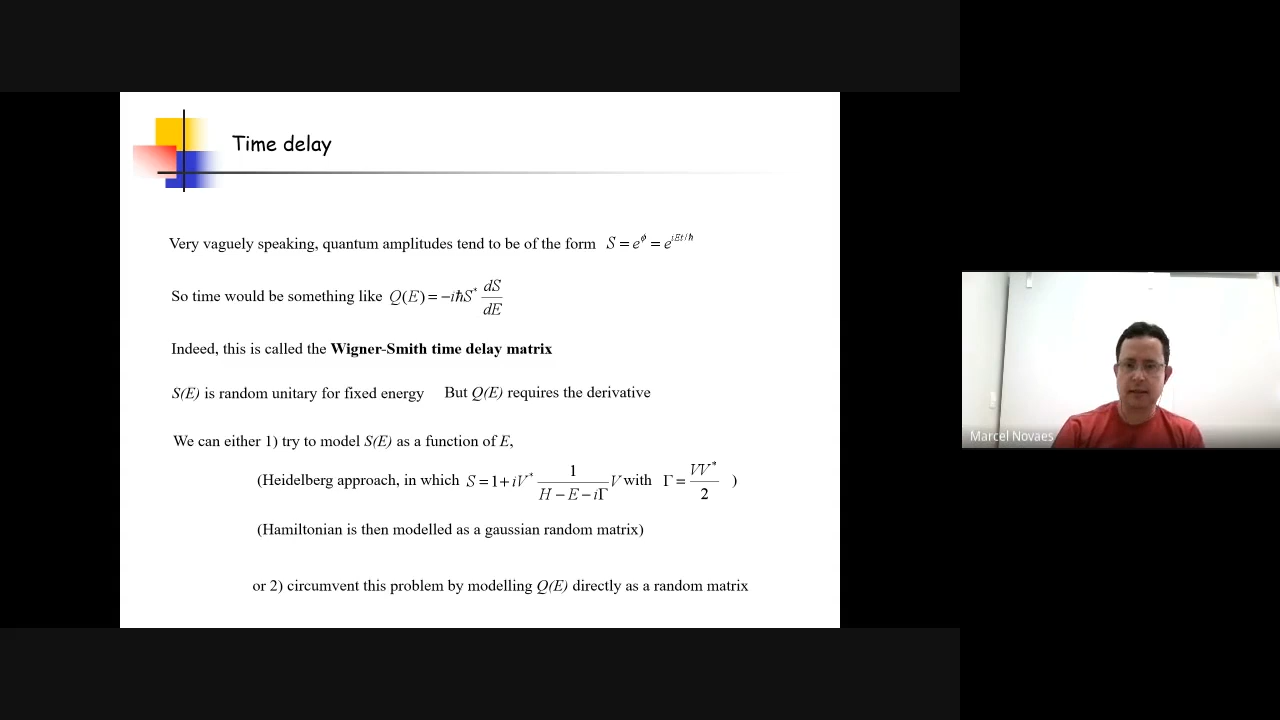 Time delay
Very vaguely speaking, quantum amplitudes tend to be of the form S = e^ϕ = e^{iEt/ħ}
So time would be something like Q(E) = −iħS^* dS/dE
Indeed, this is called the Wigner-Smith time delay matrix
S(E) is random unitary for fixed energy But Q(E) requires the derivative
We can either 1) try to model S(E) as a function of E,
(Heidelberg approach, in which S = 1 + iV^* 1/(H − E − iΓ) V with Γ = VV^*/2 )
(Hamiltonian is then modelled as a gaussian random matrix)
or 2) circumvent this problem by modelling Q(E) directly as a random matrix
Marcel Novaes